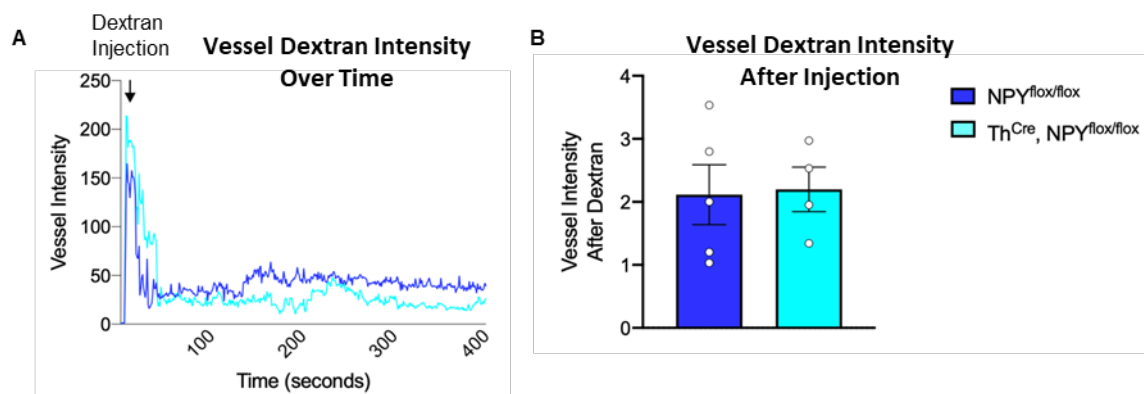 A
Dextran
Injection
Vessel Dextran Intensity
Over Time
250
200
150
100
50
0
Vessel Intensity
100
200
300
400
Time (seconds)
B
Vessel Dextran Intensity
After Injection
4
3
2
1
0
Vessel Intensity
After Dextran
NPYflox/flox
ThCre, NPYflox/flox